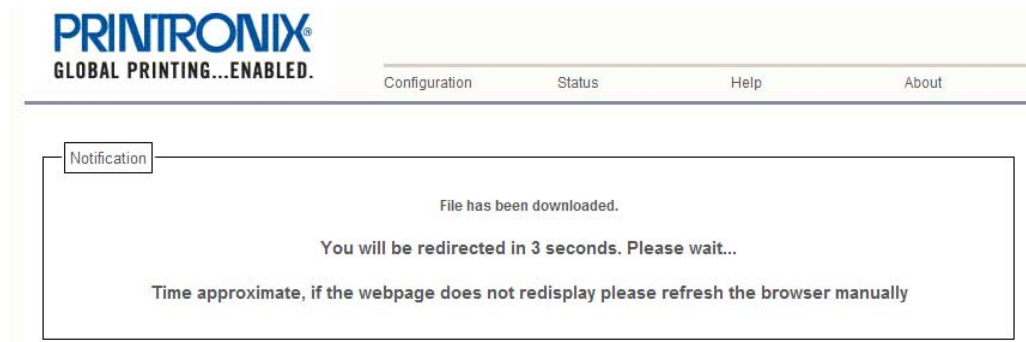 PRINTRONIX®
GLOBAL PRINTING...ENABLED.
Configuration Status Help About
Notification
File has been downloaded.
You will be redirected in 3 seconds. Please wait...
Time approximate, if the webpage does not redisplay please refresh the browser manually